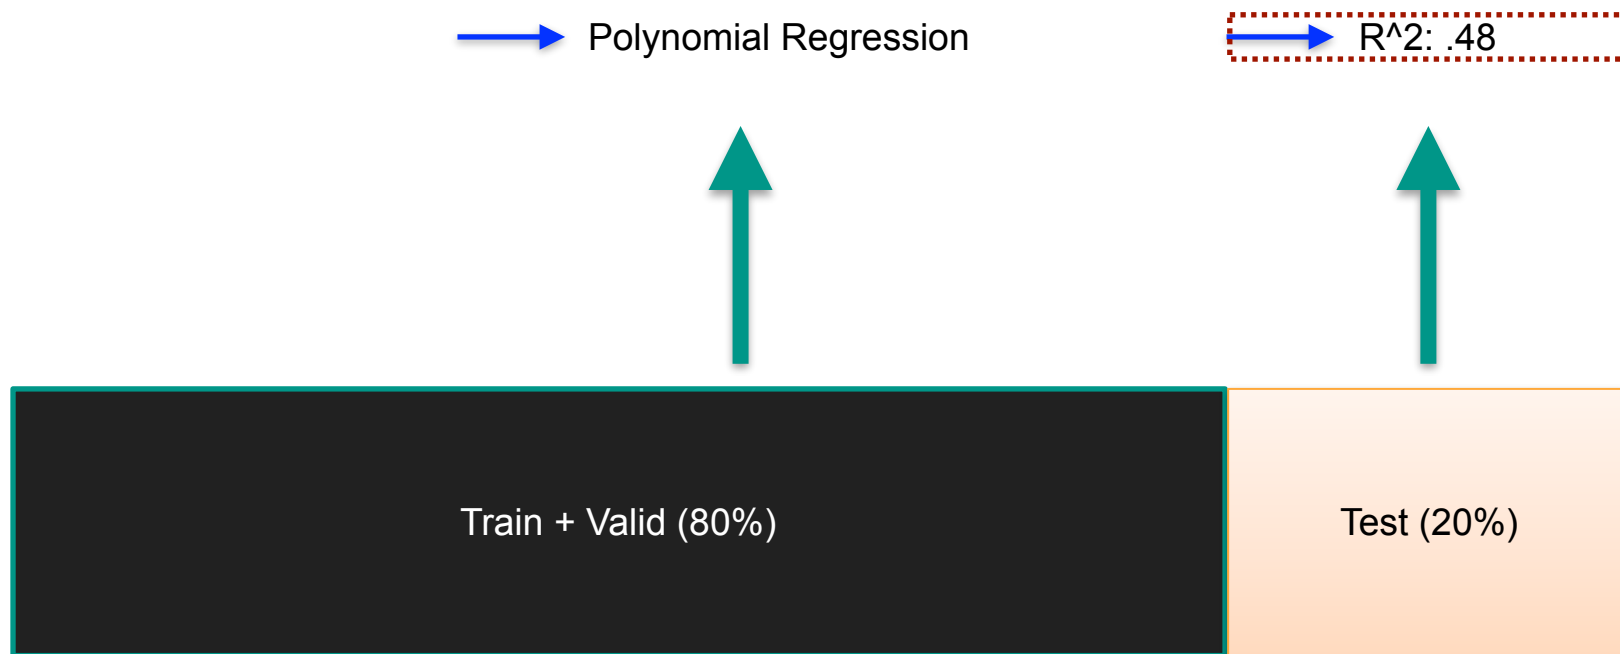 Polynomial Regression
R^2: .48
Train + Valid (80%)
Test (20%)